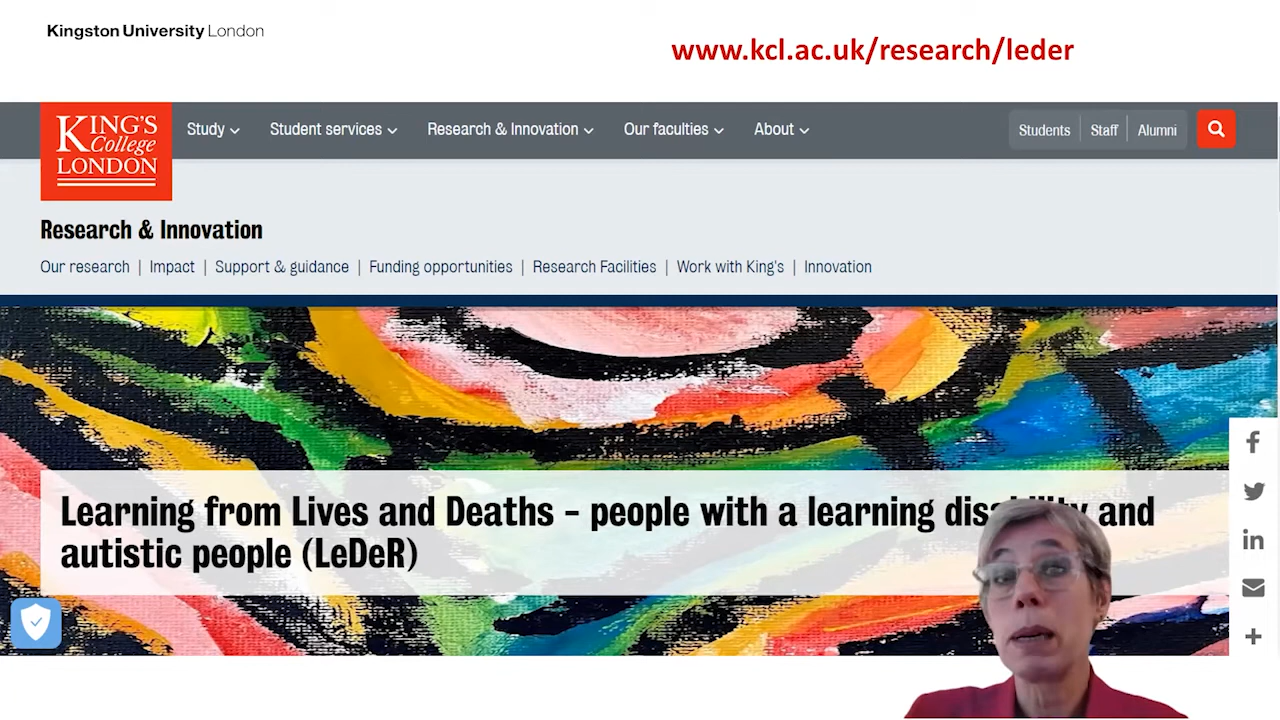 Kingston University London
www.kcl.ac.uk/research/leder
KING'S
College
LONDON
Study
Student services
Research & Innovation
Our faculties
About
Students
Staff
Alumni
Research & Innovation
Our research | Impact | Support & guidance | Funding opportunities | Research Facilities | Work with King's | Innovation
Learning from Lives and Deaths - people with a learning disability and
autistic people (LeDeR)